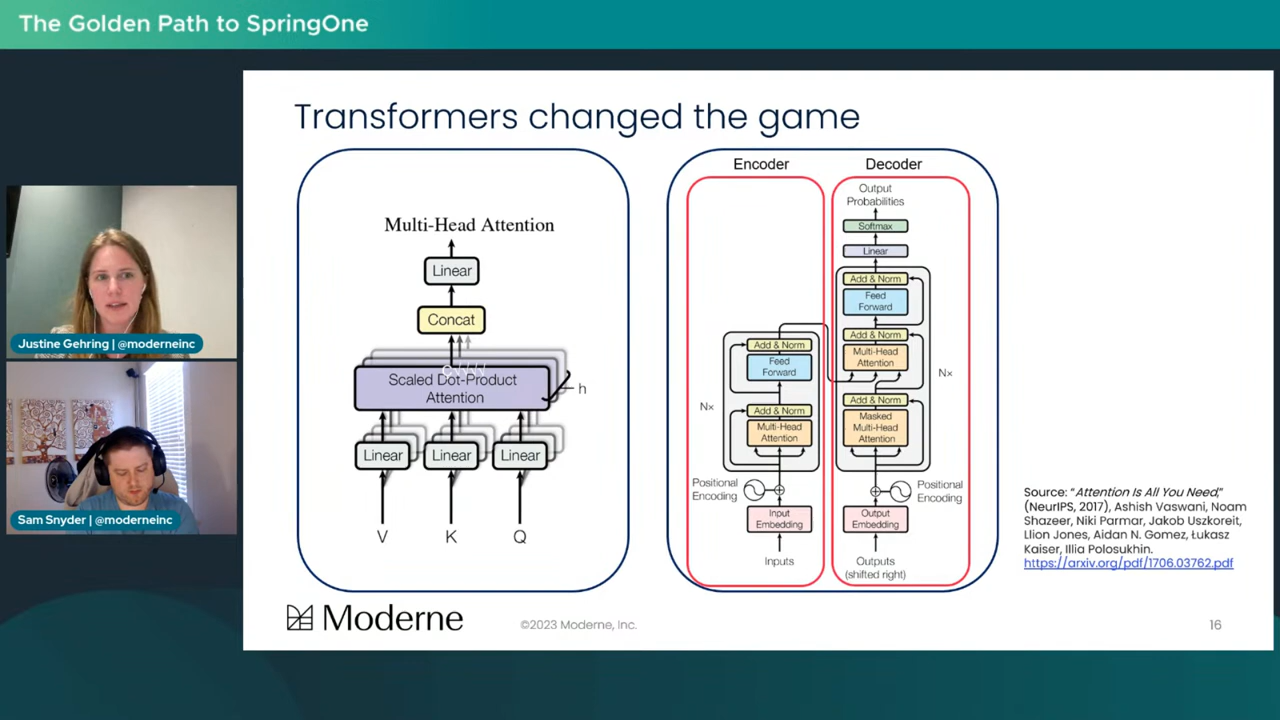 The Golden Path to SpringOne
Justine Gehring | @moderneinc
Sam Snyder | @moderneinc
Transformers changed the game
Multi-Head Attention
Linear
Concat
Scaled Dot-Product
Attention
h
Linear
Linear
Linear
V
K
Q
Encoder
Decoder
Output
Probabilities
Softmax
Linear
Add & Norm
Feed
Forward
Add & Norm
Multi-Head
Attention
Add & Norm
Masked
Multi-Head
Attention
Nx
Add & Norm
Feed
Forward
Add & Norm
Multi-Head
Attention
Nx
Positional
Encoding
Positional
Encoding
Input
Embedding
Output
Embedding
Inputs
Outputs
(shifted right)
Source: “Attention Is All You Need,”
(NeurIPS, 2017), Ashish Vaswani, Noam
Shazeer, Niki Parmar, Jakob Uszkoreit,
Llion Jones, Aidan N. Gomez, Łukasz
Kaiser, Illia Polosukhin.
https://arxiv.org/pdf/1706.03762.pdf
Moderne
©2023 Moderne, Inc.
16